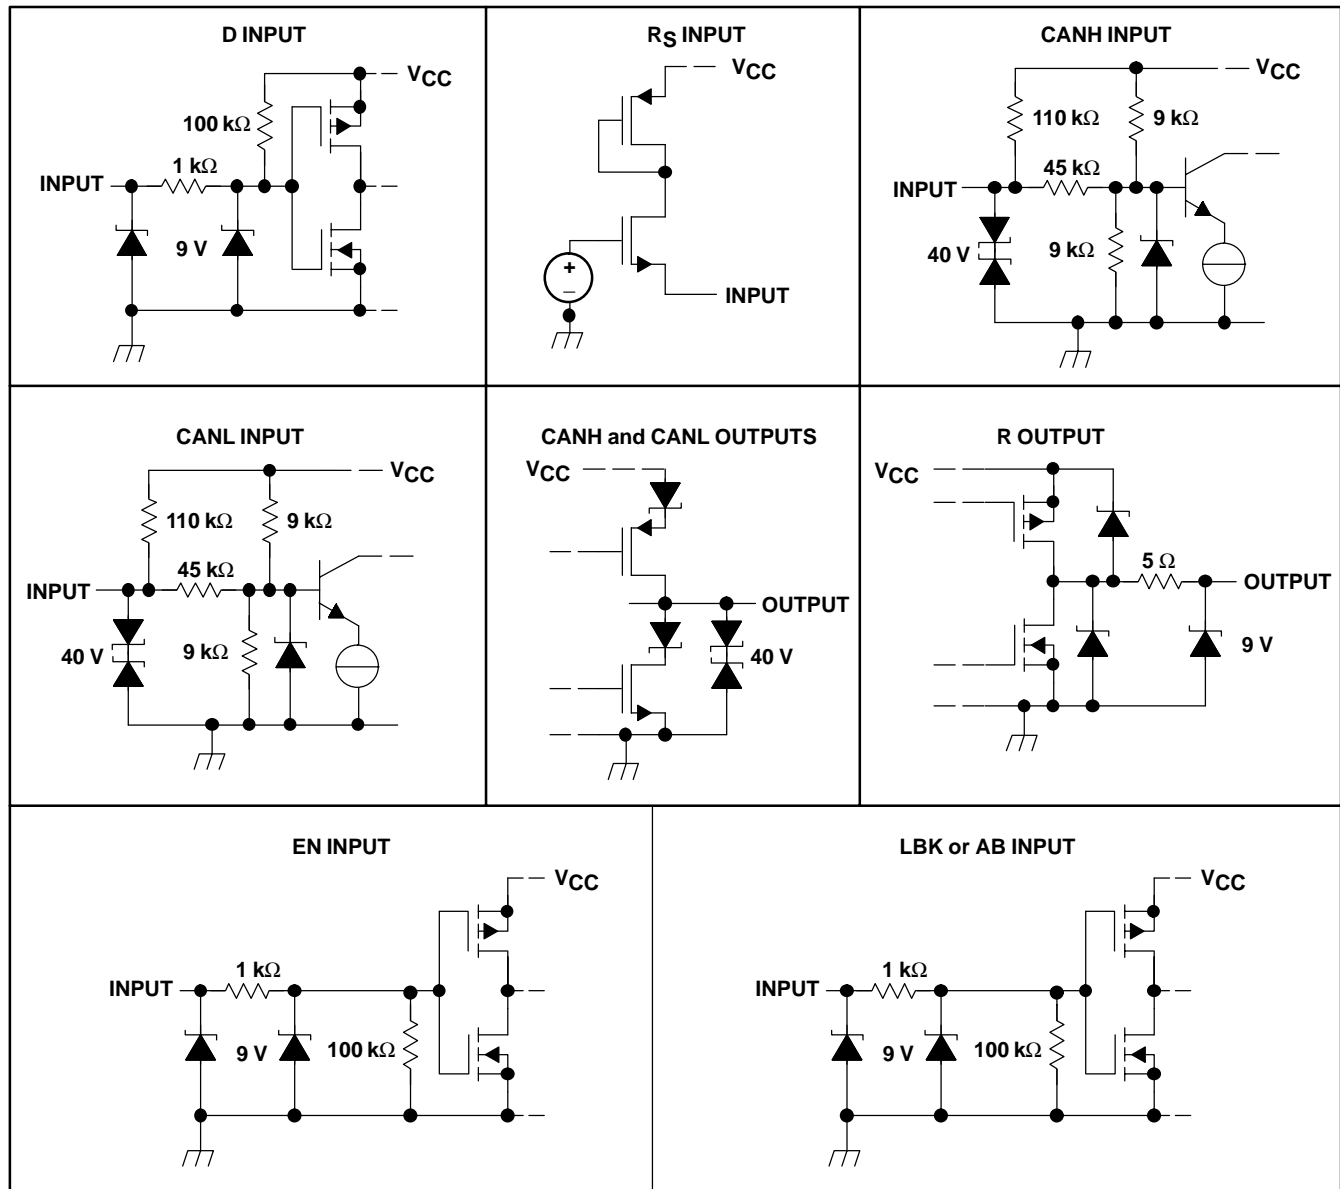 D INPUT
VCC
100 kΩ
1 kΩ
INPUT
9 V
RS INPUT
VCC
+
–
INPUT
CANH INPUT
VCC
110 kΩ
9 kΩ
45 kΩ
INPUT
40 V
9 kΩ
CANL INPUT
VCC
110 kΩ
9 kΩ
45 kΩ
INPUT
40 V
9 kΩ
CANH and CANL OUTPUTS
VCC
OUTPUT
40 V
R OUTPUT
VCC
5 Ω
OUTPUT
9 V
EN INPUT
VCC
1 kΩ
INPUT
9 V
100 kΩ
LBK or AB INPUT
VCC
1 kΩ
INPUT
9 V
100 kΩ